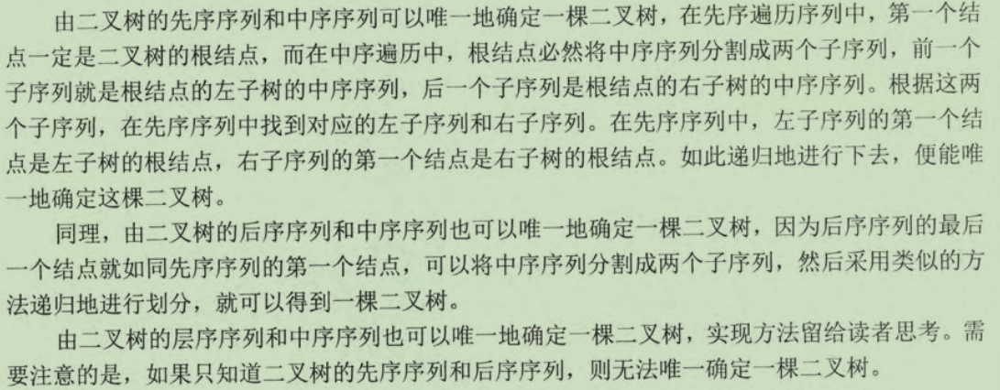 由二叉树的先序序列和中序序列可以唯一地确定一棵二叉树，在先序遍历序列中，第一个结
点一定是二叉树的根结点，而在中序遍历中，根结点必然将中序序列分割成两个子序列，前一个
子序列就是根结点的左子树的中序序列，后一个子序列是根结点的右子树的中序序列。根据这两
个子序列，在先序序列中找到对应的左子序列和右子序列。在先序序列中，左子序列的第一个结
点是左子树的根结点，右子序列的第一个结点是右子树的根结点。如此递归地进行下去，便能唯
一地确定这棵二叉树。
同理，由二叉树的后序序列和中序序列也可以唯一地确定一棵二叉树，因为后序序列的最后
一个结点就如同先序序列的第一个结点，可以将中序序列分割成两个子序列，然后采用类似的方
法递归地进行划分，就可以得到一棵二叉树。
由二叉树的层序序列和中序序列也可以唯一地确定一棵二叉树，实现方法留给读者思考。需
要注意的是，如果只知道二叉树的先序序列和后序序列，则无法唯一确定一棵二叉树。